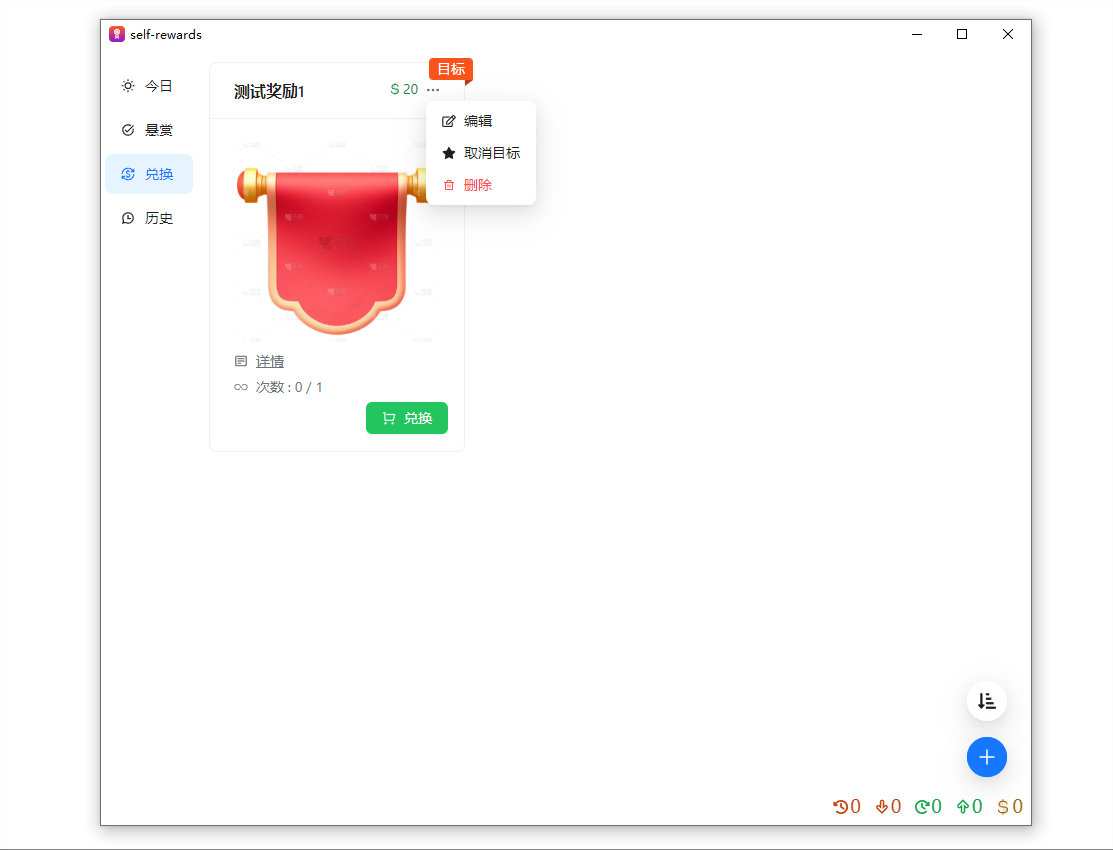 self-rewards
今日
悬赏
兑换
历史
目标
测试奖励1
$ 20
编辑
取消目标
删除
详情
次数 : 0 / 1
兑换
0 0 0 0 $ 0